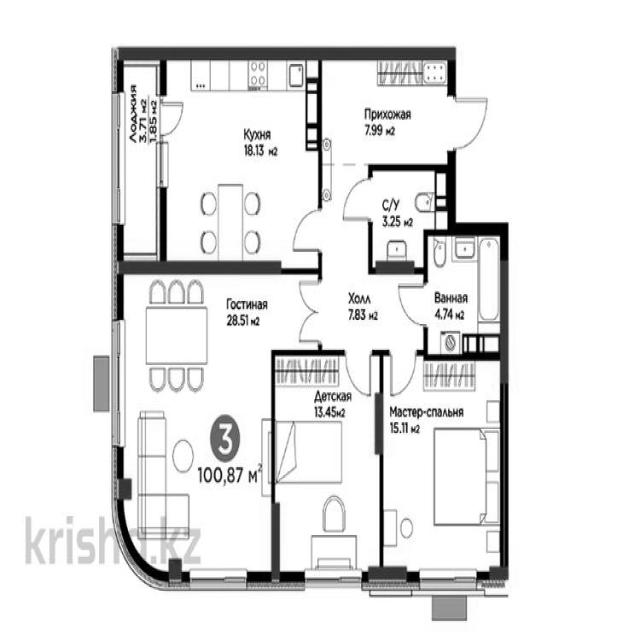 Лоджия
3.71 м2
1.85 м2
Кухня
18.13 м2
Прихожая
7.99 м2
С/У
3.25 м2
Гостиная
28.51 м2
Холл
7.83 м2
Ванная
4.74 м2
Детская
13.45м2
Мастер-спальня
15.11 м2
3
100,87 м2
krisha.kz